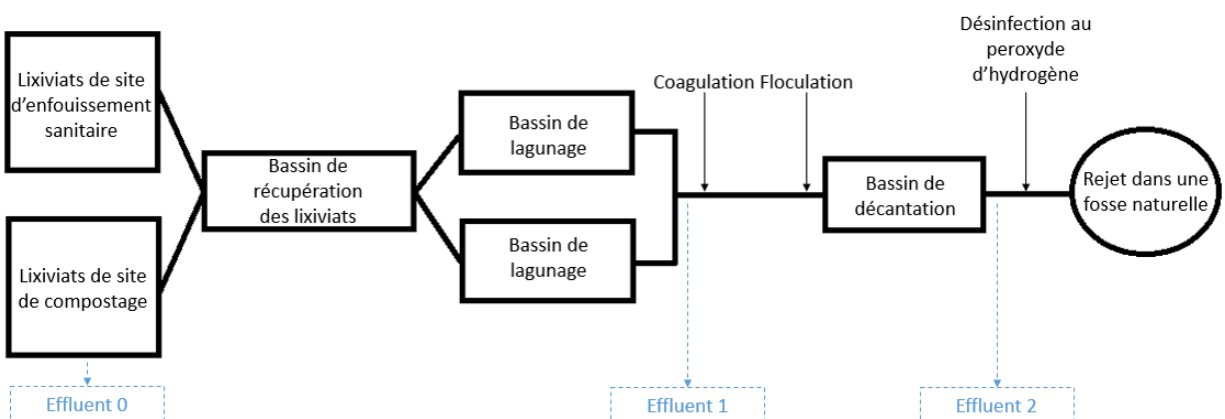 Lixiviats de site
d'enfouissement
sanitaire
Lixiviats de site
de compostage
Bassin de
récupération
des lixiviats
Bassin de
lagunage
Bassin de
lagunage
Coagulation Floculation
Bassin de
décantation
Désinfection au
peroxyde
d'hydrogène
Rejet dans une
fosse naturelle
Effluent 0
Effluent 1
Effluent 2